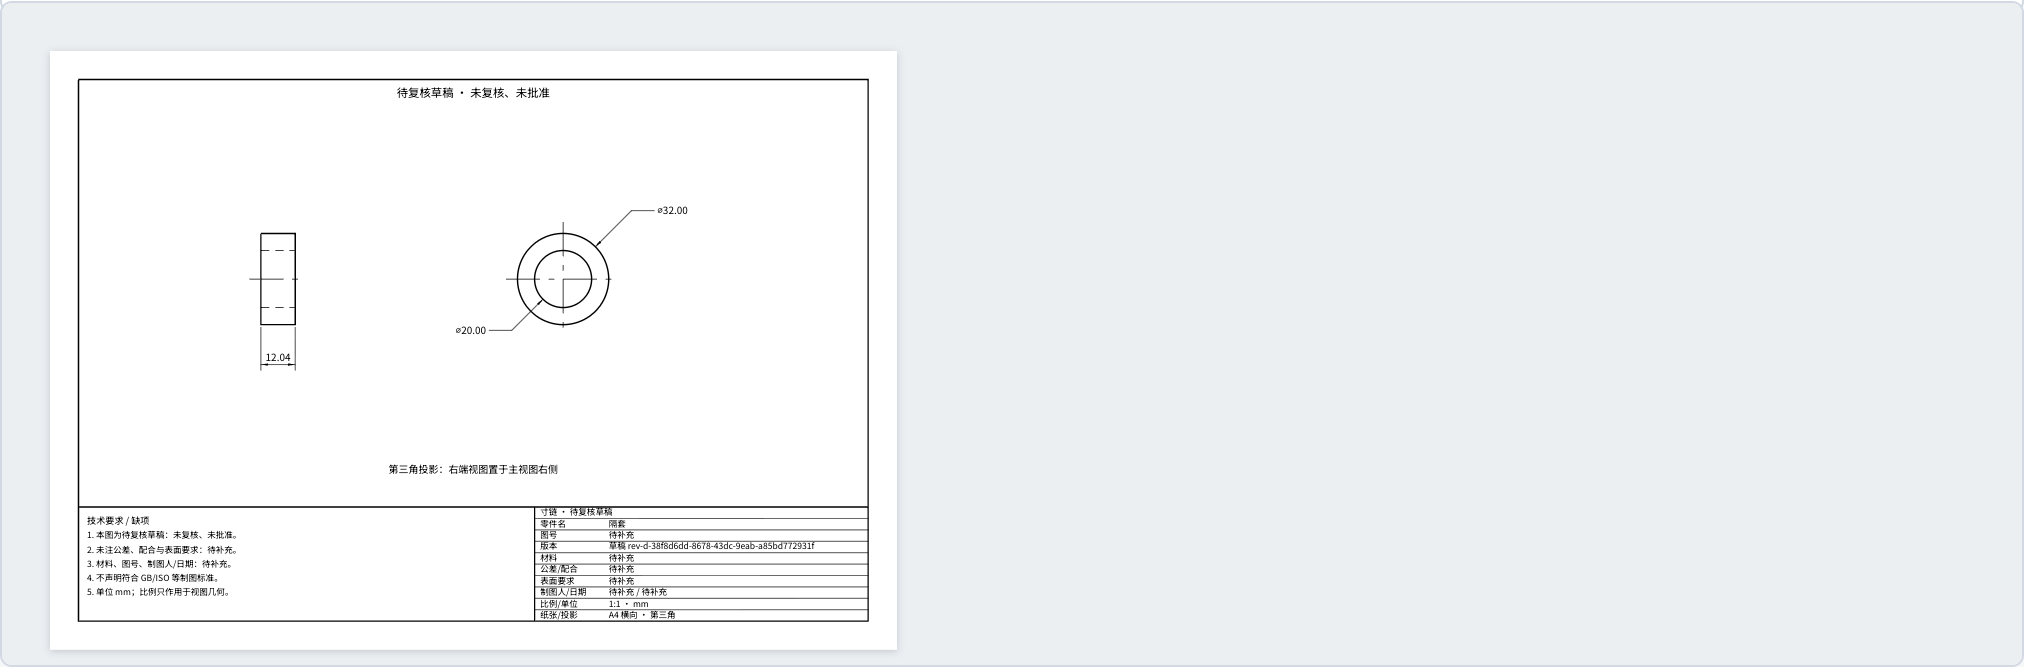 待复核草稿 · 未复核、未批准
⌀32.00
⌀20.00
12.04
第三角投影：右端视图置于主视图右侧
技术要求 / 缺项
1. 本图为待复核草稿：未复核、未批准。
2. 未注公差、配合与表面要求：待补充。
3. 材料、图号、制图人/日期：待补充。
4. 不声明符合 GB/ISO 等制图标准。
5. 单位 mm；比例只作用于视图几何。
寸链 · 待复核草稿
零件名 隔套
图号 待补充
版本 草稿 rev-d-38f8d6dd-8678-43dc-9eab-a85bd772931f
材料 待补充
公差/配合 待补充
表面要求 待补充
制图人/日期 待补充 / 待补充
比例/单位 1:1 · mm
纸张/投影 A4 横向 · 第三角